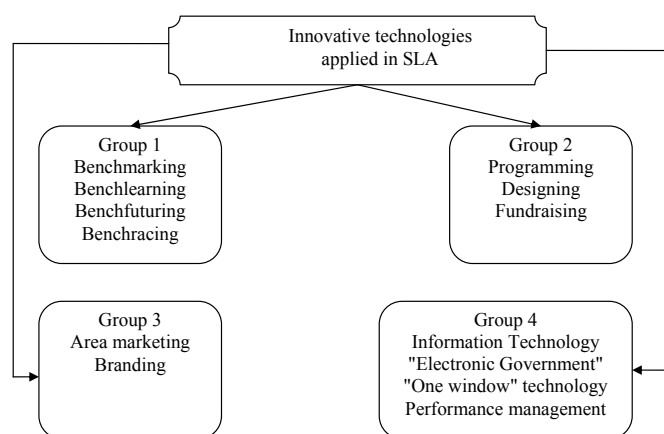 Innovative technologies
applied in SLA
Group 1
Benchmarking
Benchlearning
Benchfuturing
Benchracing
Group 2
Programming
Designing
Fundraising
Group 3
Area marketing
Branding
Group 4
Information Technology
"Electronic Government"
"One window" technology
Performance management